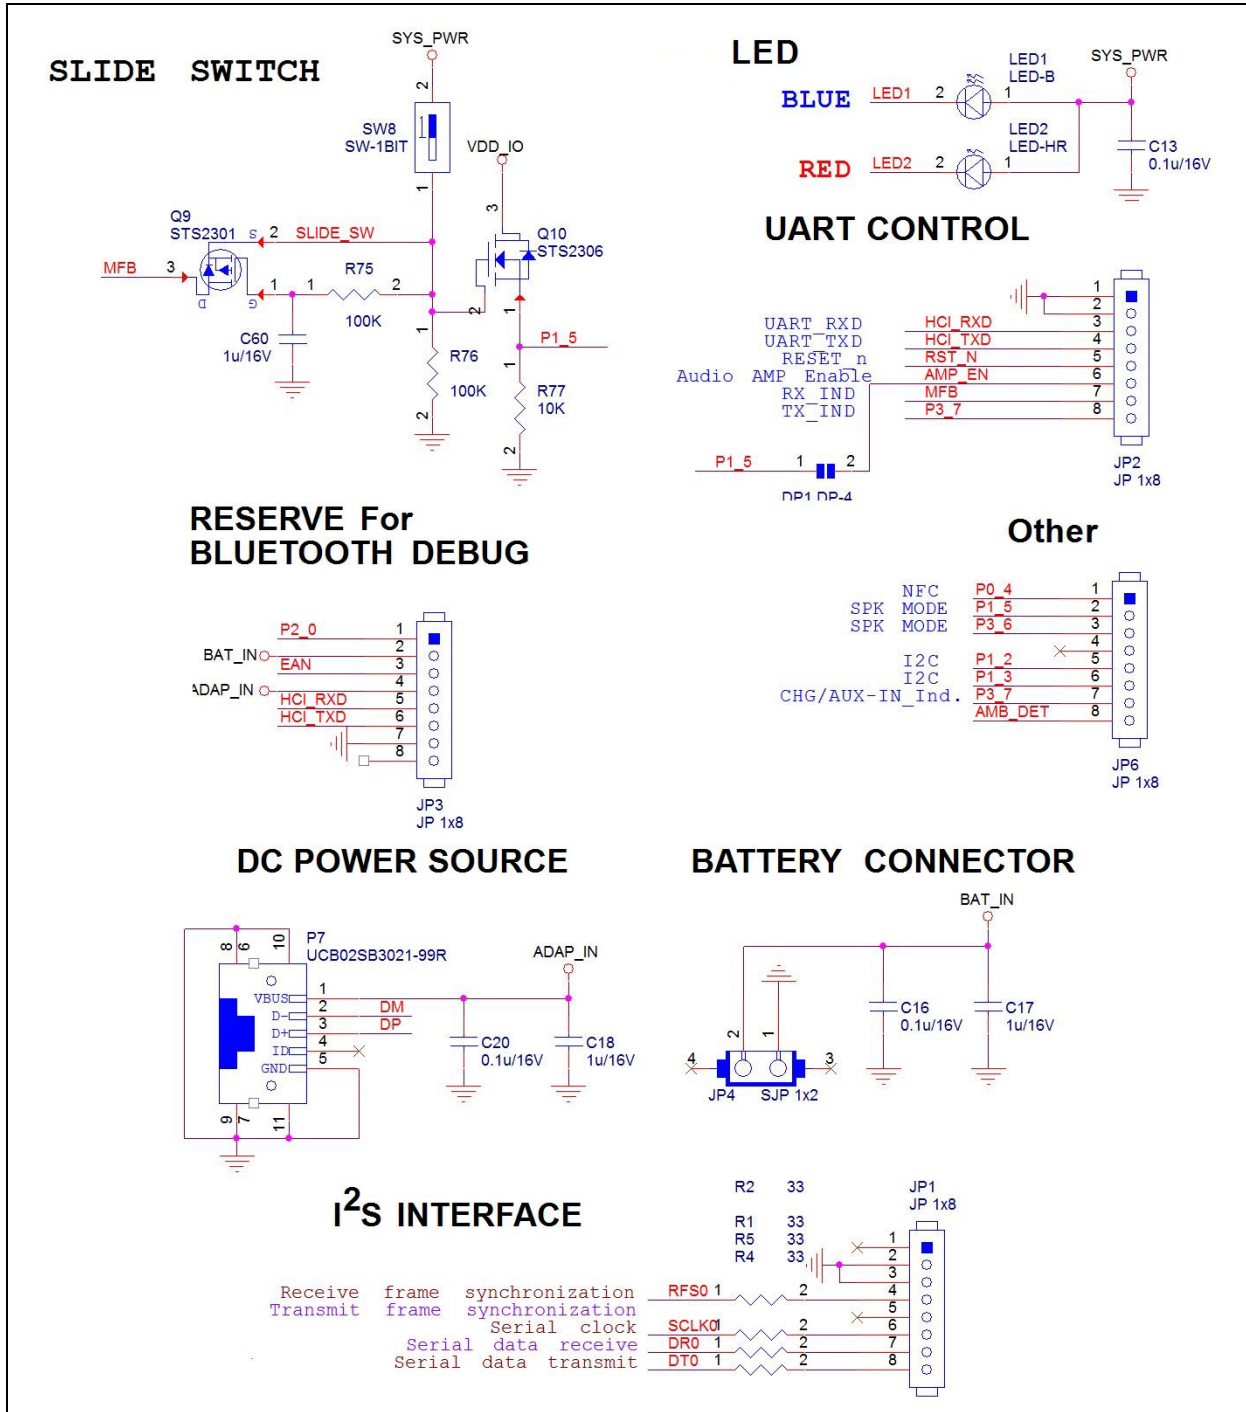 SLIDE SWITCH
SYS_PWR
2
SW8
SW-1BIT
1
1
VDD_IO
3
Q9
STS2301
S
2
SLIDE_SW
Q10
STS2306
MFB
3
D
G
1
1
R75
2
100K
2
1
C60
1u/16V
1
R76
100K
2
P1_5
1
R77
10K
2
LED
BLUE
LED1
2
LED1
LED-B
1
SYS_PWR
RED
LED2
2
LED2
LED-HR
1
C13
0.1u/16V
UART CONTROL
1
2
UART_RXD HCI_RXD 3
UART_TXD HCI_TXD 4
RESET_n RST_N 5
Audio AMP Enable AMP_EN 6
RX_IND MFB 7
TX_IND P3_7 8
P1_5 1 2
DP1 DP-4
JP2
JP 1x8
RESERVE For
BLUETOOTH DEBUG
P2_0 1
BAT_IN 2
EAN 3
ADAP_IN 4
HCI_RXD 5
HCI_TXD 6
7
8
JP3
JP 1x8
Other
NFC P0_4 1
SPK MODE P1_5 2
SPK MODE P3_6 3
4
I2C P1_2 5
I2C P1_3 6
CHG/AUX-IN_Ind. P3_7 7
AMB_DET 8
JP6
JP 1x8
DC POWER SOURCE
8
6
10
P7
UCB02SB3021-99R
VBUS 1
D- 2 DM
D+ 3 DP
ID 4
GND 5
9
7
11
ADAP_IN
C20
0.1u/16V
C18
1u/16V
BATTERY CONNECTOR
BAT_IN
C16
0.1u/16V
C17
1u/16V
2
1
4
3
JP4 SJP 1x2
I2S INTERFACE
R2 33
R1 33
R5 33
R4 33
JP1
JP 1x8
1
2
3
Receive frame synchronization RFS0 1 2 4
Transmit frame synchronization 5
Serial clock SCLK0 1 2 6
Serial data receive DR0 1 2 7
Serial data transmit DT0 1 2 8